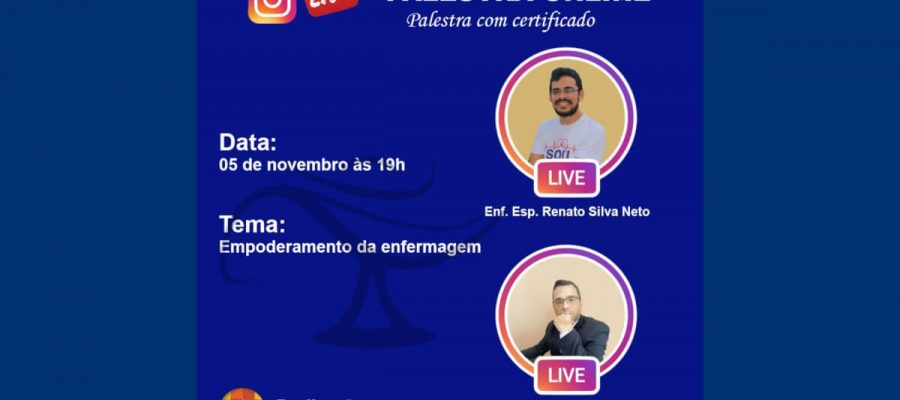 Palestra com certificado
Data:
05 de novembro às 19h
Tema:
Empoderamento da enfermagem
SOU
LIVE
Enf. Esp. Renato Silva Neto
LIVE